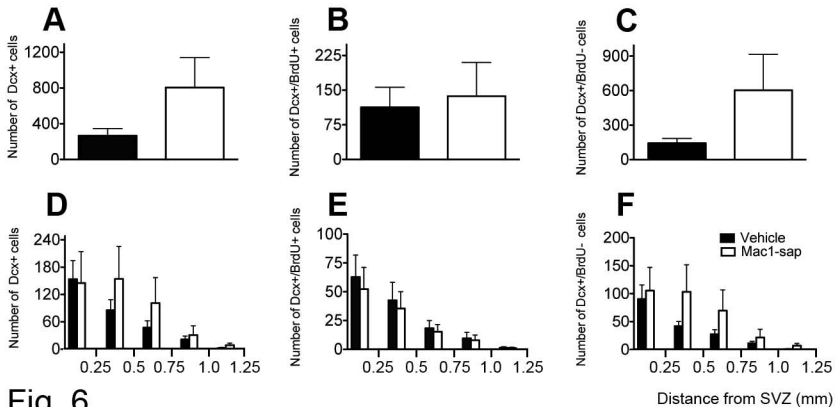 A
B
C
Number of Dcx+ cells
1200
800
400
0
Number of Dcx+/BrdU+ cells
225
150
75
0
Number of Dcx+/BrdU- cells
900
600
300
0
D
E
F
Number of Dcx+ cells
240
180
120
60
0
0.25 0.5 0.75 1.0 1.25
Number of Dcx+/BrdU+ cells
100
75
50
25
0
0.25 0.5 0.75 1.0 1.25
Number of Dcx+/BrdU- cells
200
150
100
50
0
Vehicle
Mac1-sap
0.25 0.5 0.75 1.0 1.25
Fig. 6
Distance from SVZ (mm)